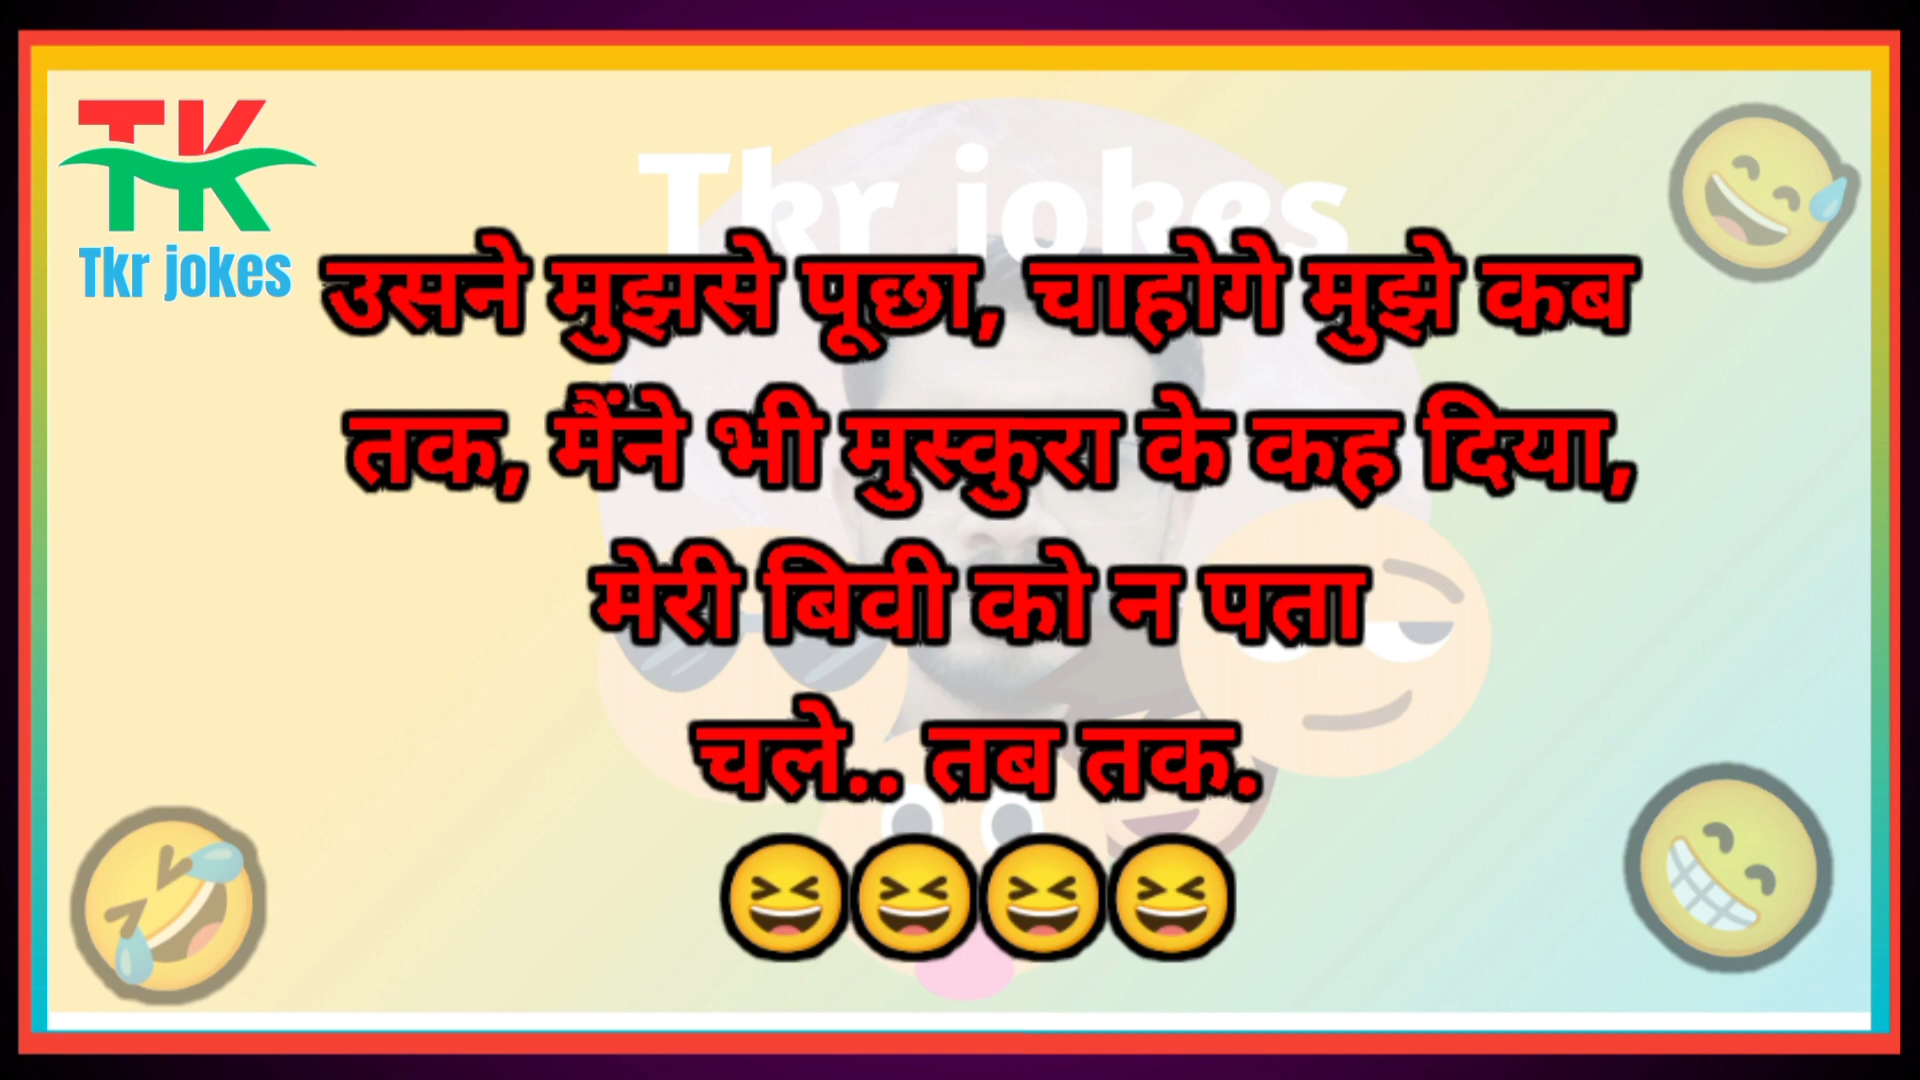 TK
Tkr jokes
Tkr jokes
उसने मुझसे पूछा, चाहोगे मुझे कब
तक, मैंने भी मुस्कुरा के कह दिया,
मेरी बिवी को न पता
चले.. तब तक.
😆😆😆😆